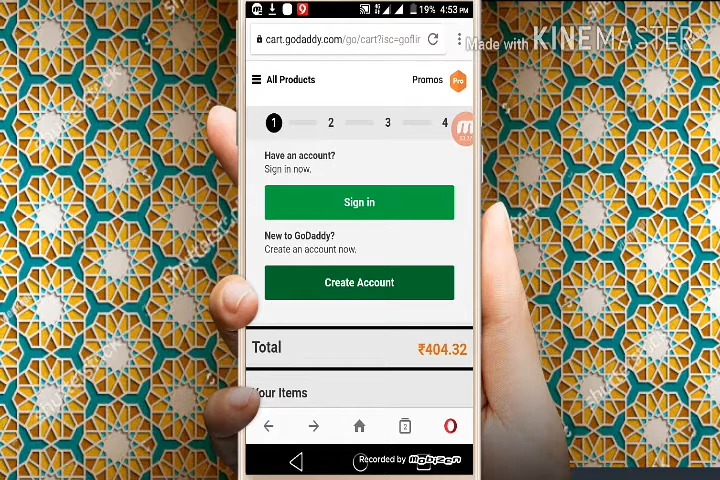 19% 4:53 PM
Made with KINEMASTER
cart.godaddy.com/go/cart?isc=goflir
All Products
Promos
Pro
1 2 3 4
Have an account?
Sign in now.
Sign in
New to GoDaddy?
Create an account now.
Create Account
Total
₹404.32
Your Items
2
Recorded by mobizen